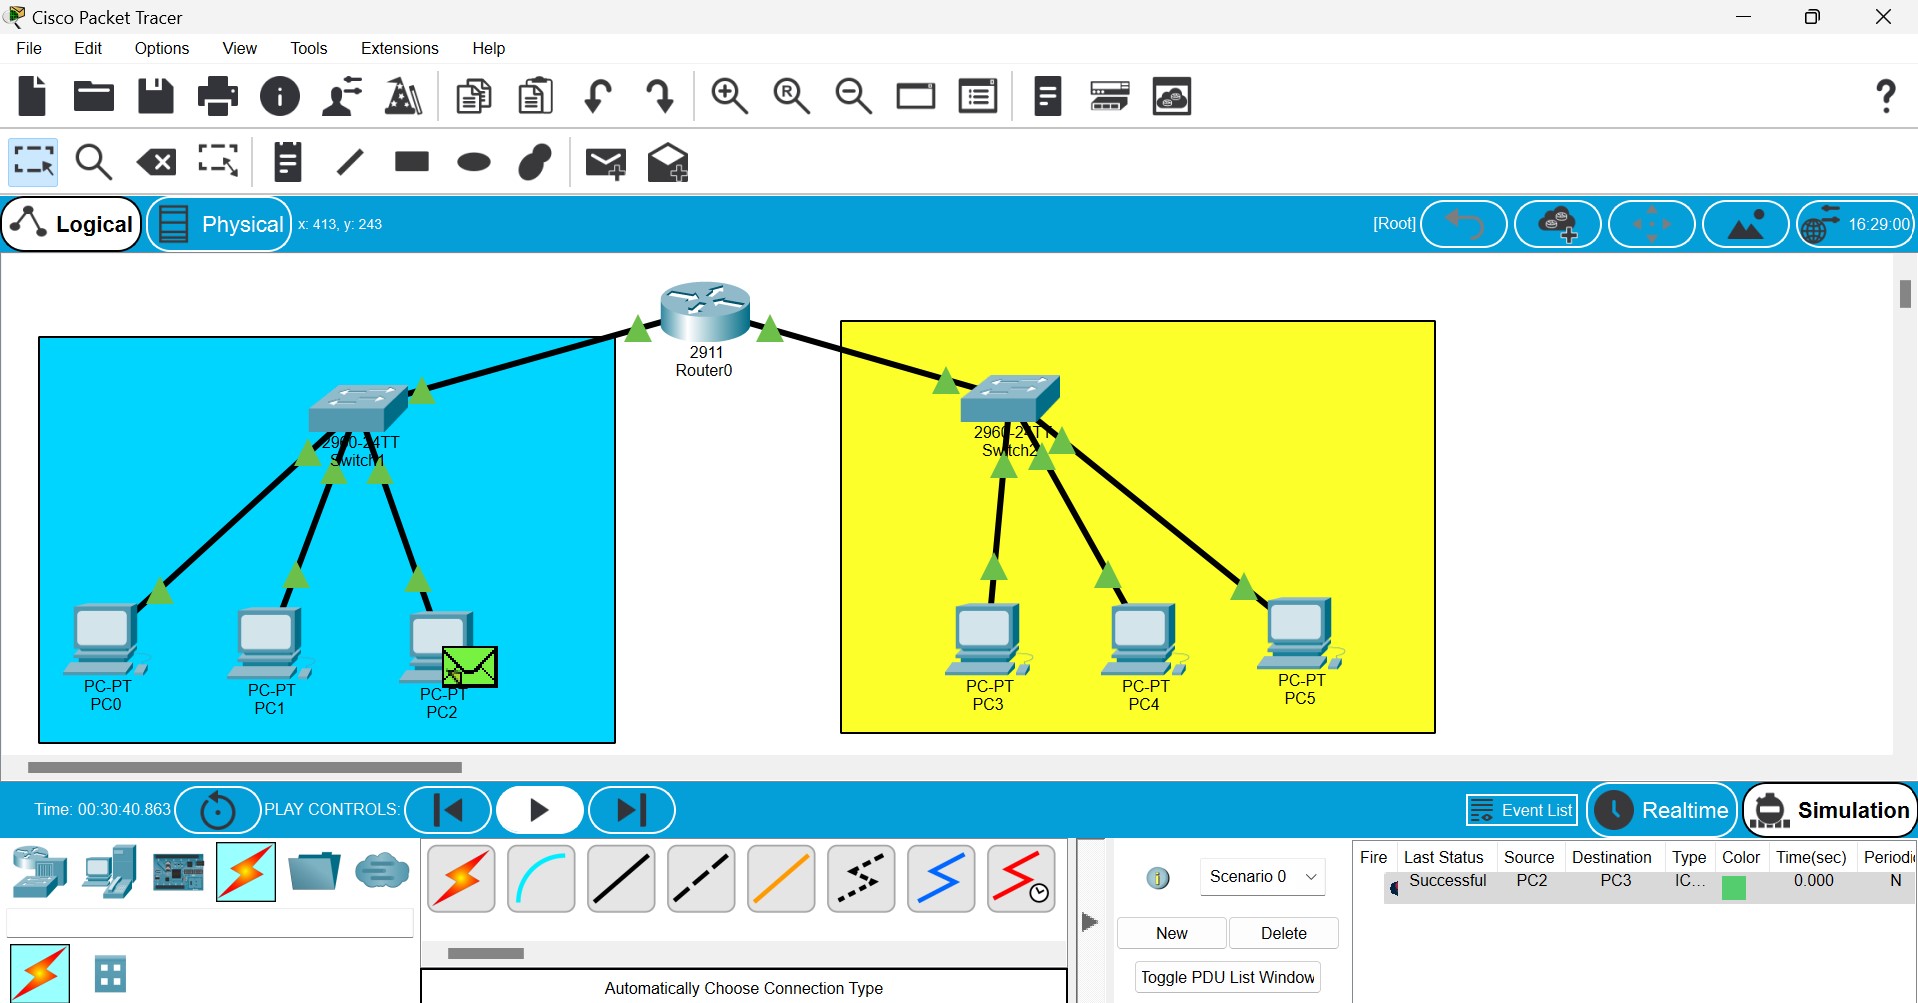 Cisco Packet Tracer
File Edit Options View Tools Extensions Help
Logical Physical x: 413, y: 243 [Root] 16:29:00
2911
Router0
2960-24TT
Switch1
2960-24TT
Switch2
PC-PT
PC0
PC-PT
PC1
PC-PT
PC2
PC-PT
PC3
PC-PT
PC4
PC-PT
PC5
Time: 00:30:40.863 PLAY CONTROLS: Event List Realtime Simulation
Scenario 0
New Delete
Toggle PDU List Window
Fire Last Status Source Destination Type Color Time(sec) Periodi
Successful PC2 PC3 IC... 0.000 N
Automatically Choose Connection Type